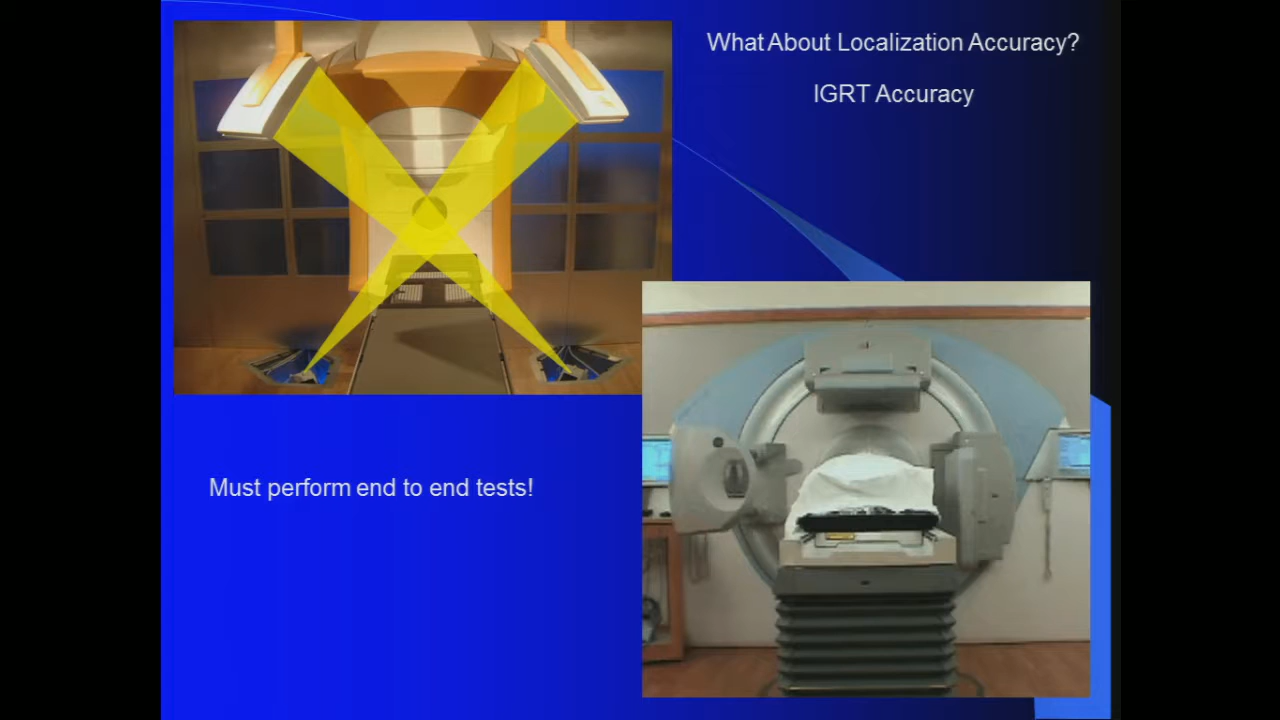 What About Localization Accuracy?
IGRT Accuracy
Must perform end to end tests!